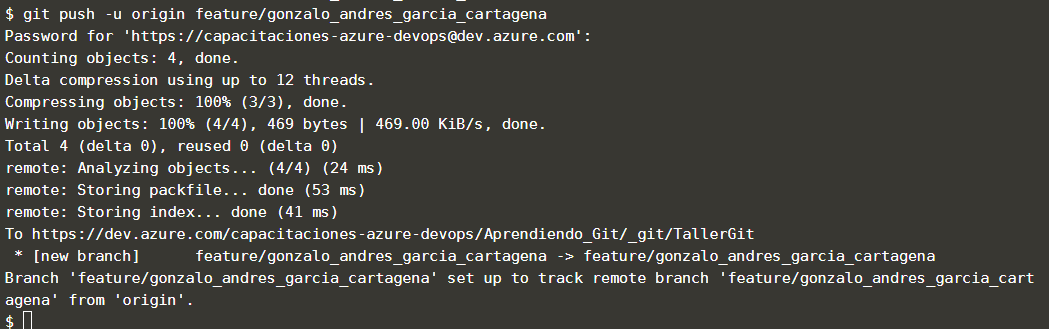 $ git push -u origin feature/gonzalo_andres_garcia_cartagena
Password for 'https://capacitaciones-azure-devops@dev.azure.com':
Counting objects: 4, done.
Delta compression using up to 12 threads.
Compressing objects: 100% (3/3), done.
Writing objects: 100% (4/4), 469 bytes | 469.00 KiB/s, done.
Total 4 (delta 0), reused 0 (delta 0)
remote: Analyzing objects... (4/4) (24 ms)
remote: Storing packfile... done (53 ms)
remote: Storing index... done (41 ms)
To https://dev.azure.com/capacitaciones-azure-devops/Aprendiendo_Git/_git/TallerGit
 * [new branch]      feature/gonzalo_andres_garcia_cartagena -> feature/gonzalo_andres_garcia_cartagena
Branch 'feature/gonzalo_andres_garcia_cartagena' set up to track remote branch 'feature/gonzalo_andres_garcia_cart
agena' from 'origin'.
$